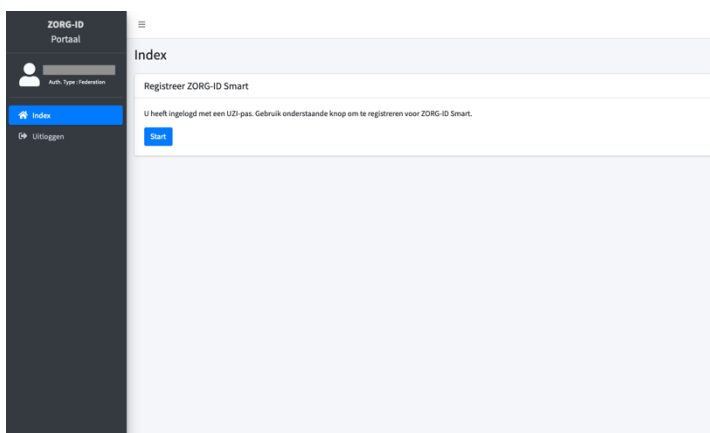 ZORG-ID
Portaal
Auth. Type : Federation
Index
Uitloggen
Index
Registreer ZORG-ID Smart
U heeft ingelogd met een UZI-pas. Gebruik onderstaande knop om te registreren voor ZORG-ID Smart.
Start